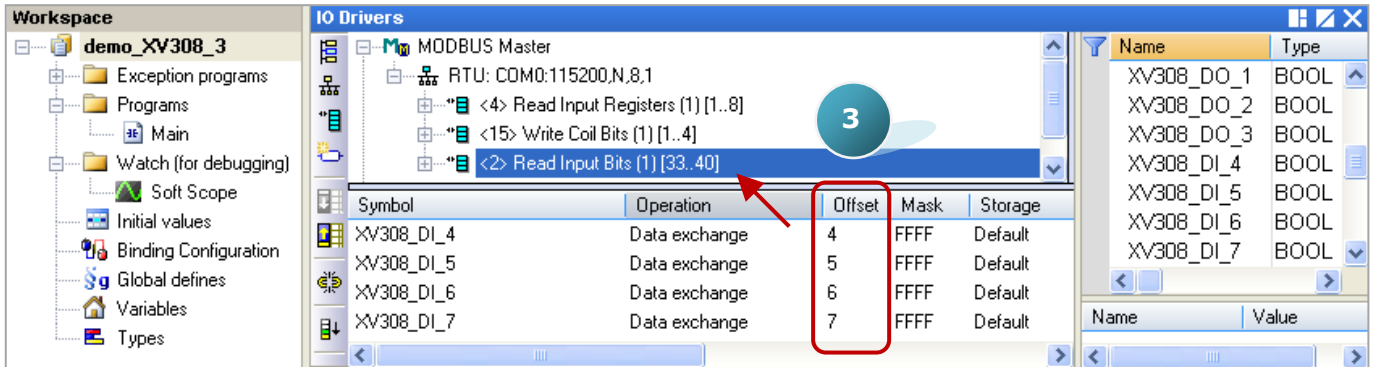 Workspace
demo_XV308_3
Exception programs
Programs
Main
Watch (for debugging)
Soft Scope
Initial values
Binding Configuration
Global defines
Variables
Types
IO Drivers
MODBUS Master
RTU: COM0:115200,N,8,1
<4> Read Input Registers (1) [1..8]
<15> Write Coil Bits (1) [1..4]
<2> Read Input Bits (1) [33..40]
3
Symbol Operation Offset Mask Storage
XV308_DI_4 Data exchange 4 FFFF Default
XV308_DI_5 Data exchange 5 FFFF Default
XV308_DI_6 Data exchange 6 FFFF Default
XV308_DI_7 Data exchange 7 FFFF Default
Name Type
XV308_DO_1 BOOL
XV308_DO_2 BOOL
XV308_DO_3 BOOL
XV308_DI_4 BOOL
XV308_DI_5 BOOL
XV308_DI_6 BOOL
XV308_DI_7 BOOL
Name Value